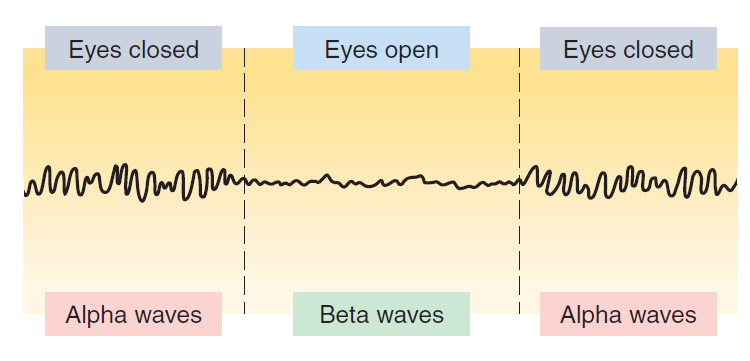 Eyes closed
Eyes open
Eyes closed
Alpha waves
Beta waves
Alpha waves